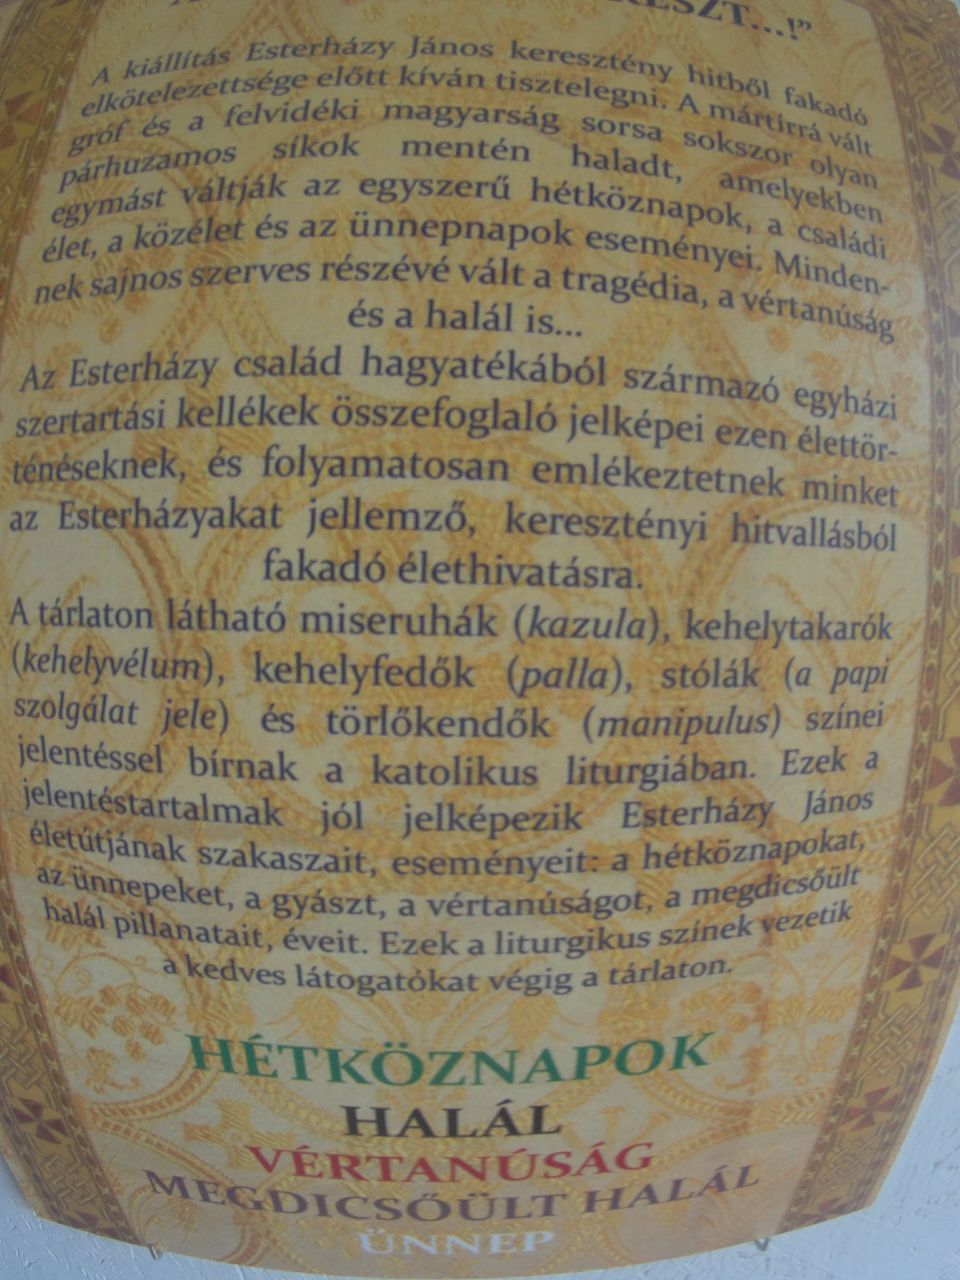 A kiállítás Esterházy János keresztény hitből fakadó
elkötelezettsége előtt kíván tisztelegni. A mártírrá vált
gróf és a felvidéki magyarság sorsa sokszor olyan
párhuzamos síkok mentén haladt, amelyekben
egymást váltják az egyszerű hétköznapok, a családi
élet, a közélet és az ünnepnapok eseményei. Minden-
nek sajnos szerves részévé vált a tragédia, a vértanúság
és a halál is...
Az Esterházy család hagyatékából származó egyházi
szertartási kellékek összefoglaló jelképei ezen élettör-
ténéseknek, és folyamatosan emlékeztetnek minket
az Esterházyakat jellemző, keresztényi hitvallásból
fakadó élethivatásra.
A tárlaton látható miseruhák (kazula), kehelytakarók
(kehelyvélum), kehelyfedők (palla), stólák (a papi
szolgálat jele) és törlőkendők (manipulus) színei
jelentéssel bírnak a katolikus liturgiában. Ezek a
jelentéstartalmak jól jelképezik Esterházy János
életútjának szakaszait, eseményeit: a hétköznapokat,
az ünnepeket, a gyászt, a vértanúságot, a megdicsőült
halál pillanatait, éveit. Ezek a liturgikus színek vezetik
a kedves látogatókat végig a tárlaton.
HÉTKÖZNAPOK
HALÁL
VÉRTANÚSÁG
MEGDICSŐÜLT HALÁL
ÜNNEP